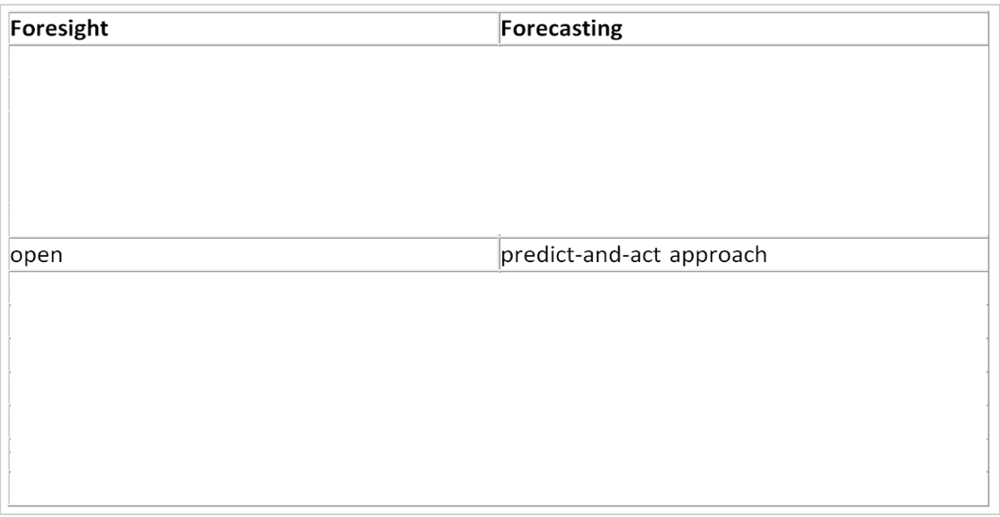 Foresight Forecasting
open predict-and-act approach